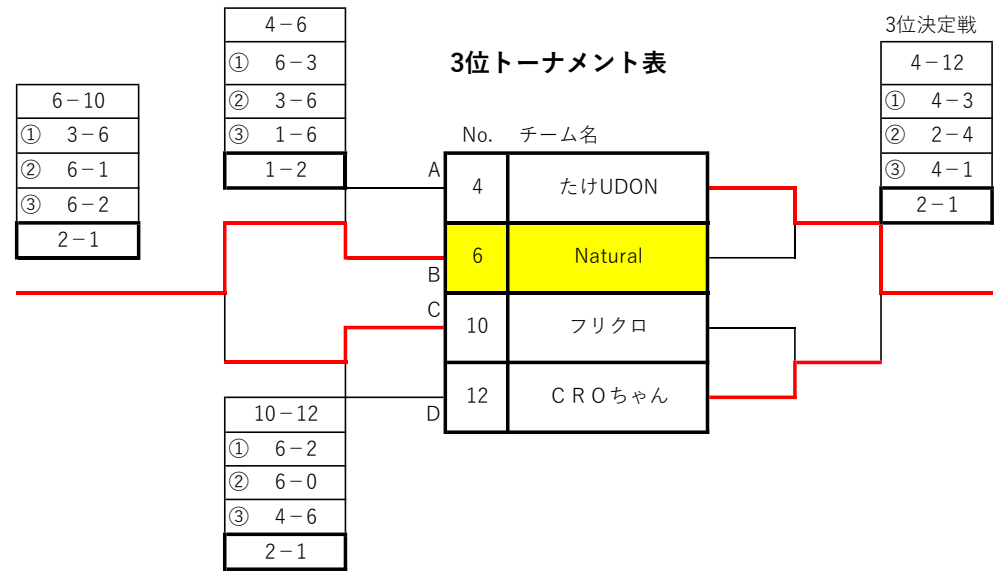 3位トーナメント表
6－10
① 3－6
② 6－1
③ 6－2
2－1
4－6
① 6－3
② 3－6
③ 1－6
1－2
No. チーム名
A 4 たけUDON
B 6 Natural
C 10 フリクロ
D 12 ＣＲＯちゃん
10－12
① 6－2
② 6－0
③ 4－6
2－1
3位決定戦
4－12
① 4－3
② 2－4
③ 4－1
2－1